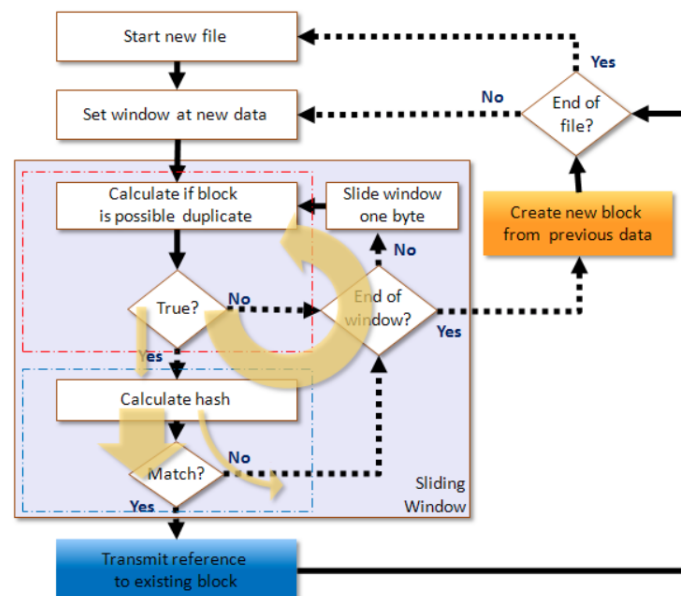 Start new file
Yes
End of
file?
No
Set window at new data
Calculate if block
is possible duplicate
Slide window
one byte
Create new block
from previous data
No
True?
No
End of
window?
Yes
Yes
Calculate hash
Match?
No
Yes
Sliding
Window
Transmit reference
to existing block